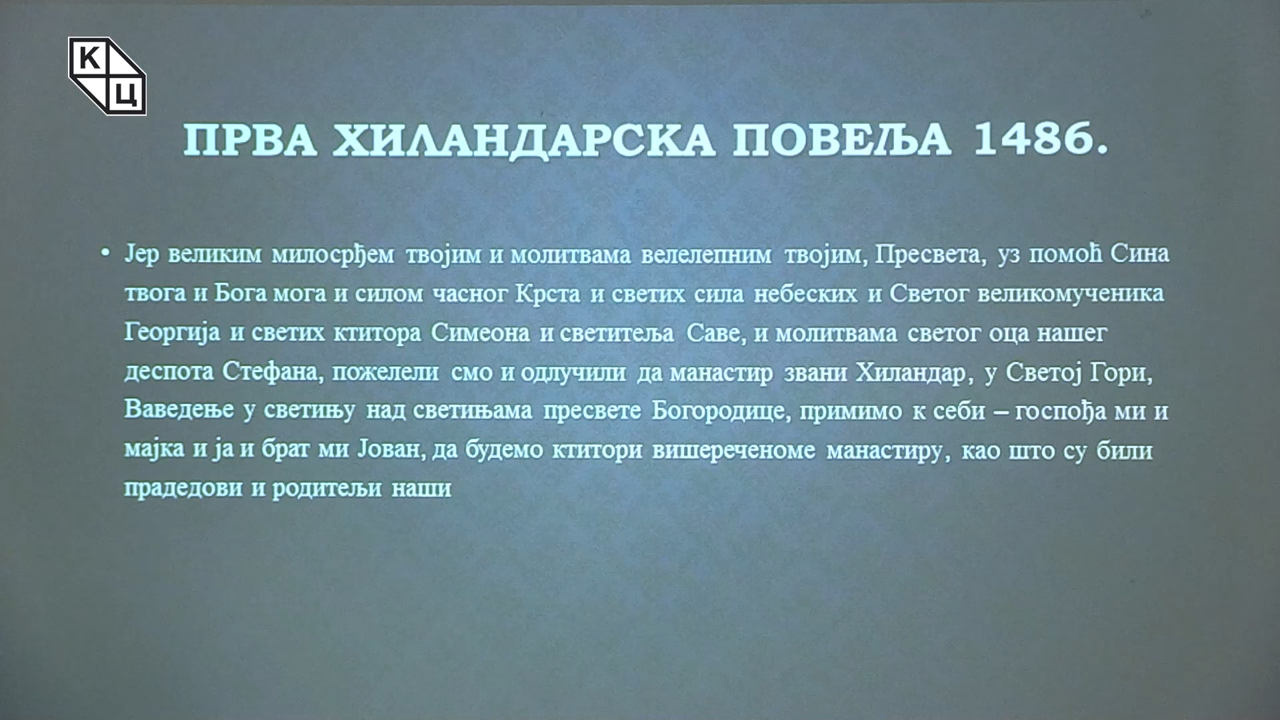 К
Ц
ПРВА ХИЛАНДАРСКА ПОВЕЉА 1486.
• Јер великим милосрђем твојим и молитвама велелепним твојим, Пресвета, уз помоћ Сина
твога и Бога мога и силом часног Крста и светих сила небеских и Светог великомученика
Георгија и светих ктитора Симеона и светитеља Саве, и молитвама светог оца нашег
деспота Стефана, пожелели смо и одлучили да манастир звани Хиландар, у Светој Гори,
Ваведење у светињу над светињама пресвете Богородице, примимо к себи – госпођа ми и
мајка и ја и брат ми Јован, да будемо ктитори вишереченоме манастиру, као што су били
прадедови и родитељи наши